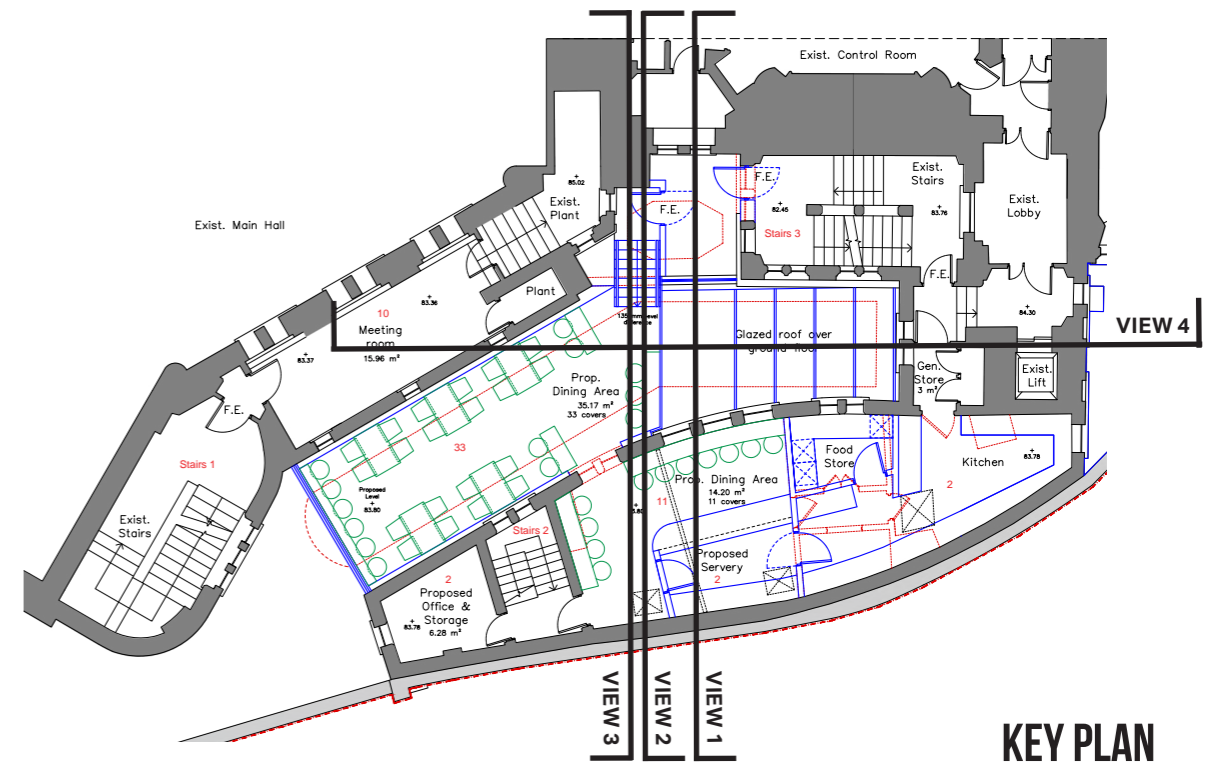 Exist. Control Room
Exist. Main Hall
85.02
Exist.
Plant
F.E.
F.E.
82.45
Stairs 3
Exist.
Stairs
83.76
Exist.
Lobby
F.E.
84.30
VIEW 4
10
Meeting
room
15.96 m²
83.36
83.37
Plant
Glazed roof over
ground floor
Gen.
Store
3 m²
Exist.
Lift
Prop.
Dining Area
35.17 m²
33 covers
F.E.
33
Stairs 1
Exist.
Stairs
Proposed
Level
83.80
Stairs 2
Prop. Dining Area
14.20 m²
11 covers
11
Food
Store
Kitchen
83.78
2
2
Proposed
Office &
Storage
6.28 m²
83.78
Proposed
Servery
2
VIEW 3
VIEW 2
VIEW 1
KEY PLAN